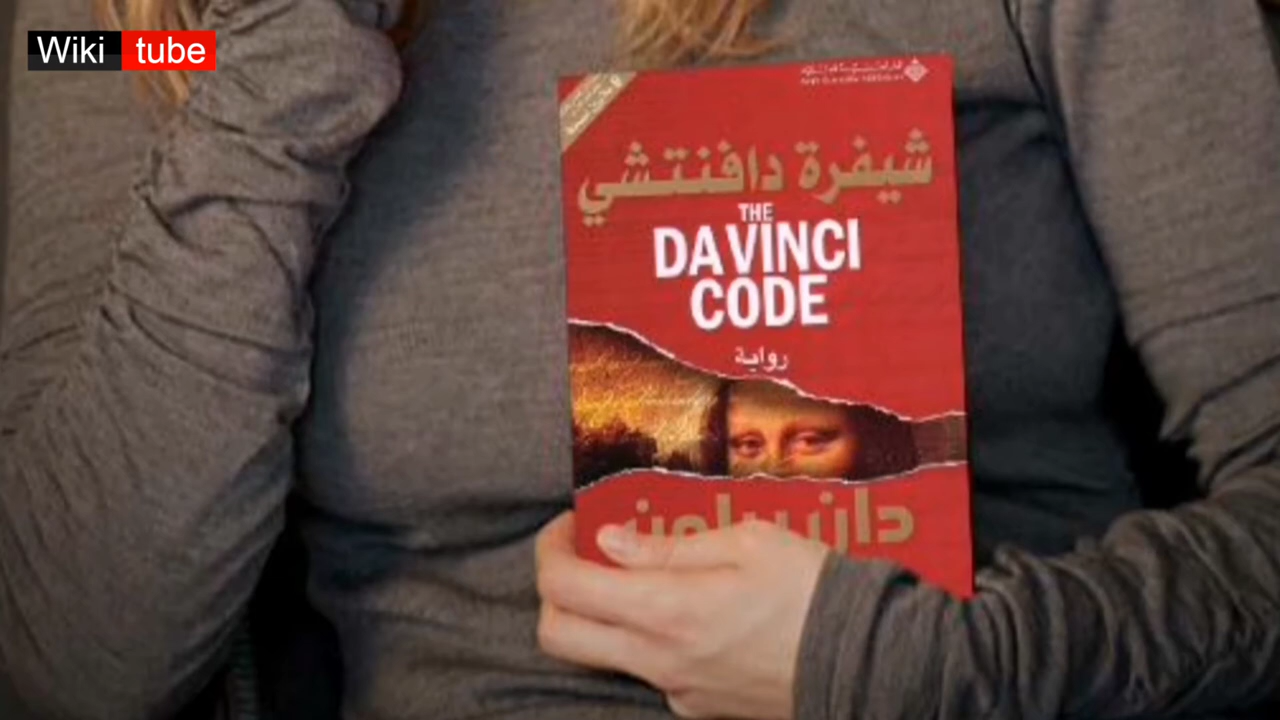 Wiki tube
شيفرة دافنتشي
THE
DA VINCI
CODE
رواية
دان براون